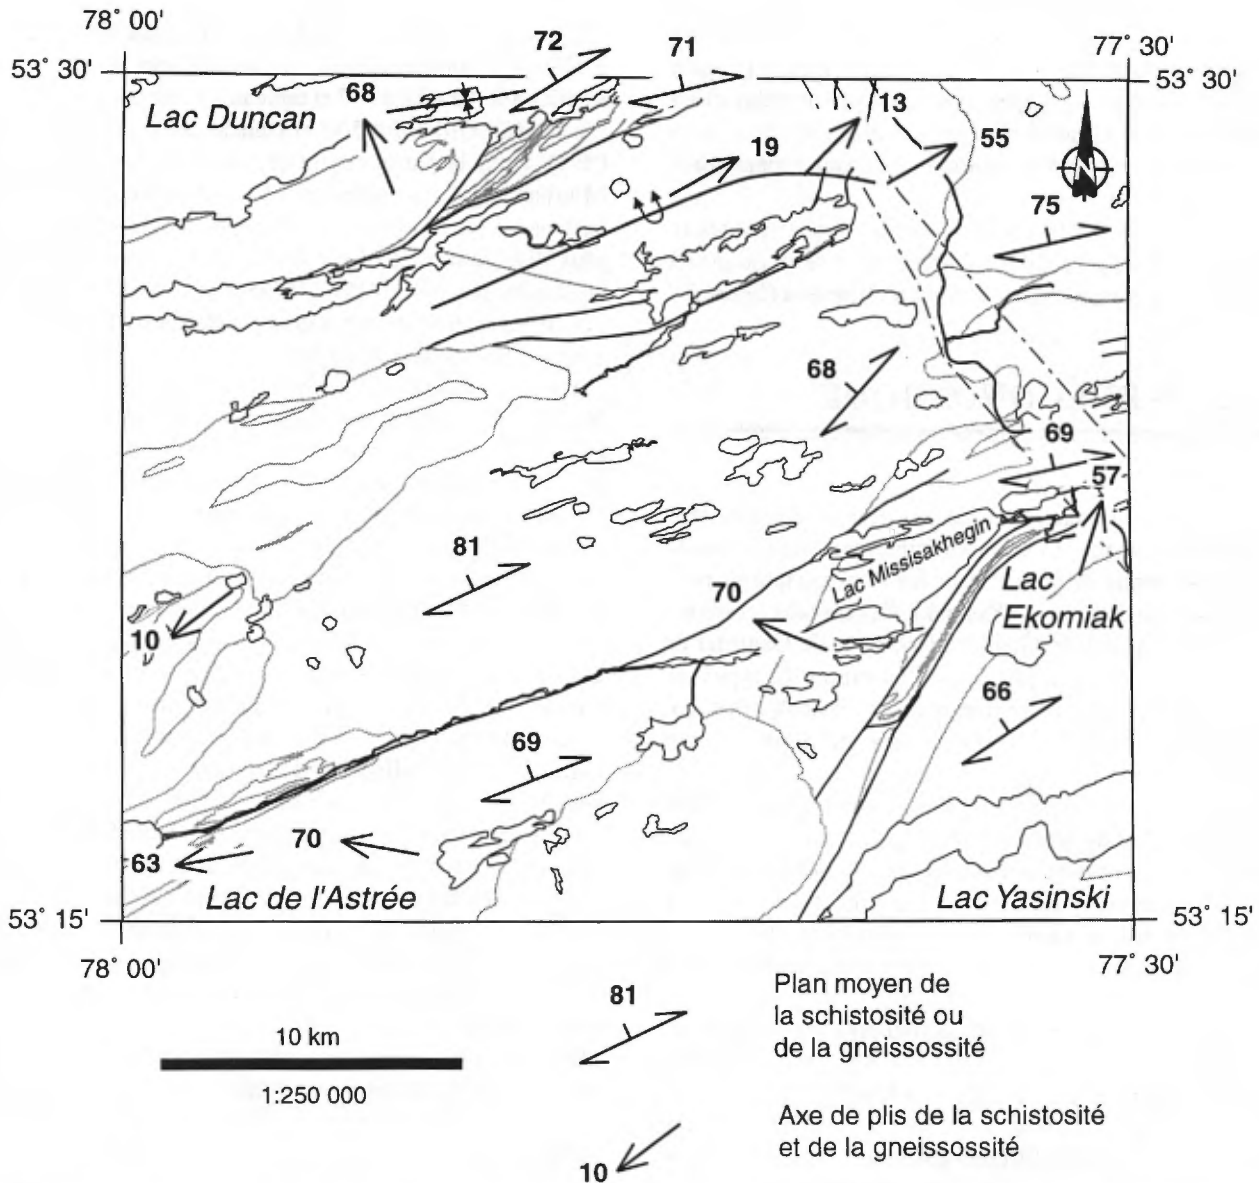 78° 00'
77° 30'
53° 30'
53° 30'
72
71
68
Lac Duncan
13
N
19
55
75
68
69
57
81
Lac Missisakhegin
70
Lac
Ekomiak
10
66
69
70
63
Lac de l'Astrée
Lac Yasinski
53° 15'
53° 15'
78° 00'
77° 30'
81
Plan moyen de
la schistosité ou
de la gneissossité
10 km
1:250 000
Axe de plis de la schistosité
et de la gneissossité
10